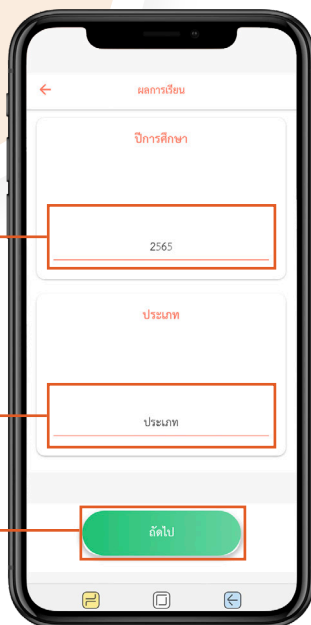 ผลการเรียน
ปีการศึกษา
2565
ประเภท
ประเภท
ถัดไป